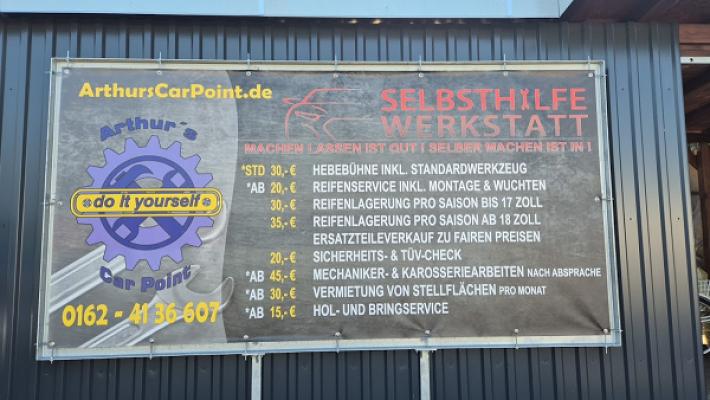 ArthursCarPoint.de
Arthur´s
do It yourself
Car Point
0162 - 41 36 607
SELBSTHILFE
WERKSTATT
MACHEN LASSEN IST GUT ! SELBER MACHEN IST IN !
*STD 30,- € HEBEBÜHNE INKL. STANDARDWERKZEUG
*AB 20,- € REIFENSERVICE INKL. MONTAGE & WUCHTEN
30,- € REIFENLAGERUNG PRO SAISON BIS 17 ZOLL
35,- € REIFENLAGERUNG PRO SAISON AB 18 ZOLL
ERSATZTEILEVERKAUF ZU FAIREN PREISEN
20,- € SICHERHEITS- & TÜV-CHECK
*AB 45,- € MECHANIKER- & KAROSSERIEARBEITEN NACH ABSPRACHE
*AB 30,- € VERMIETUNG VON STELLFLÄCHEN PRO MONAT
*AB 15,- € HOL- UND BRINGSERVICE